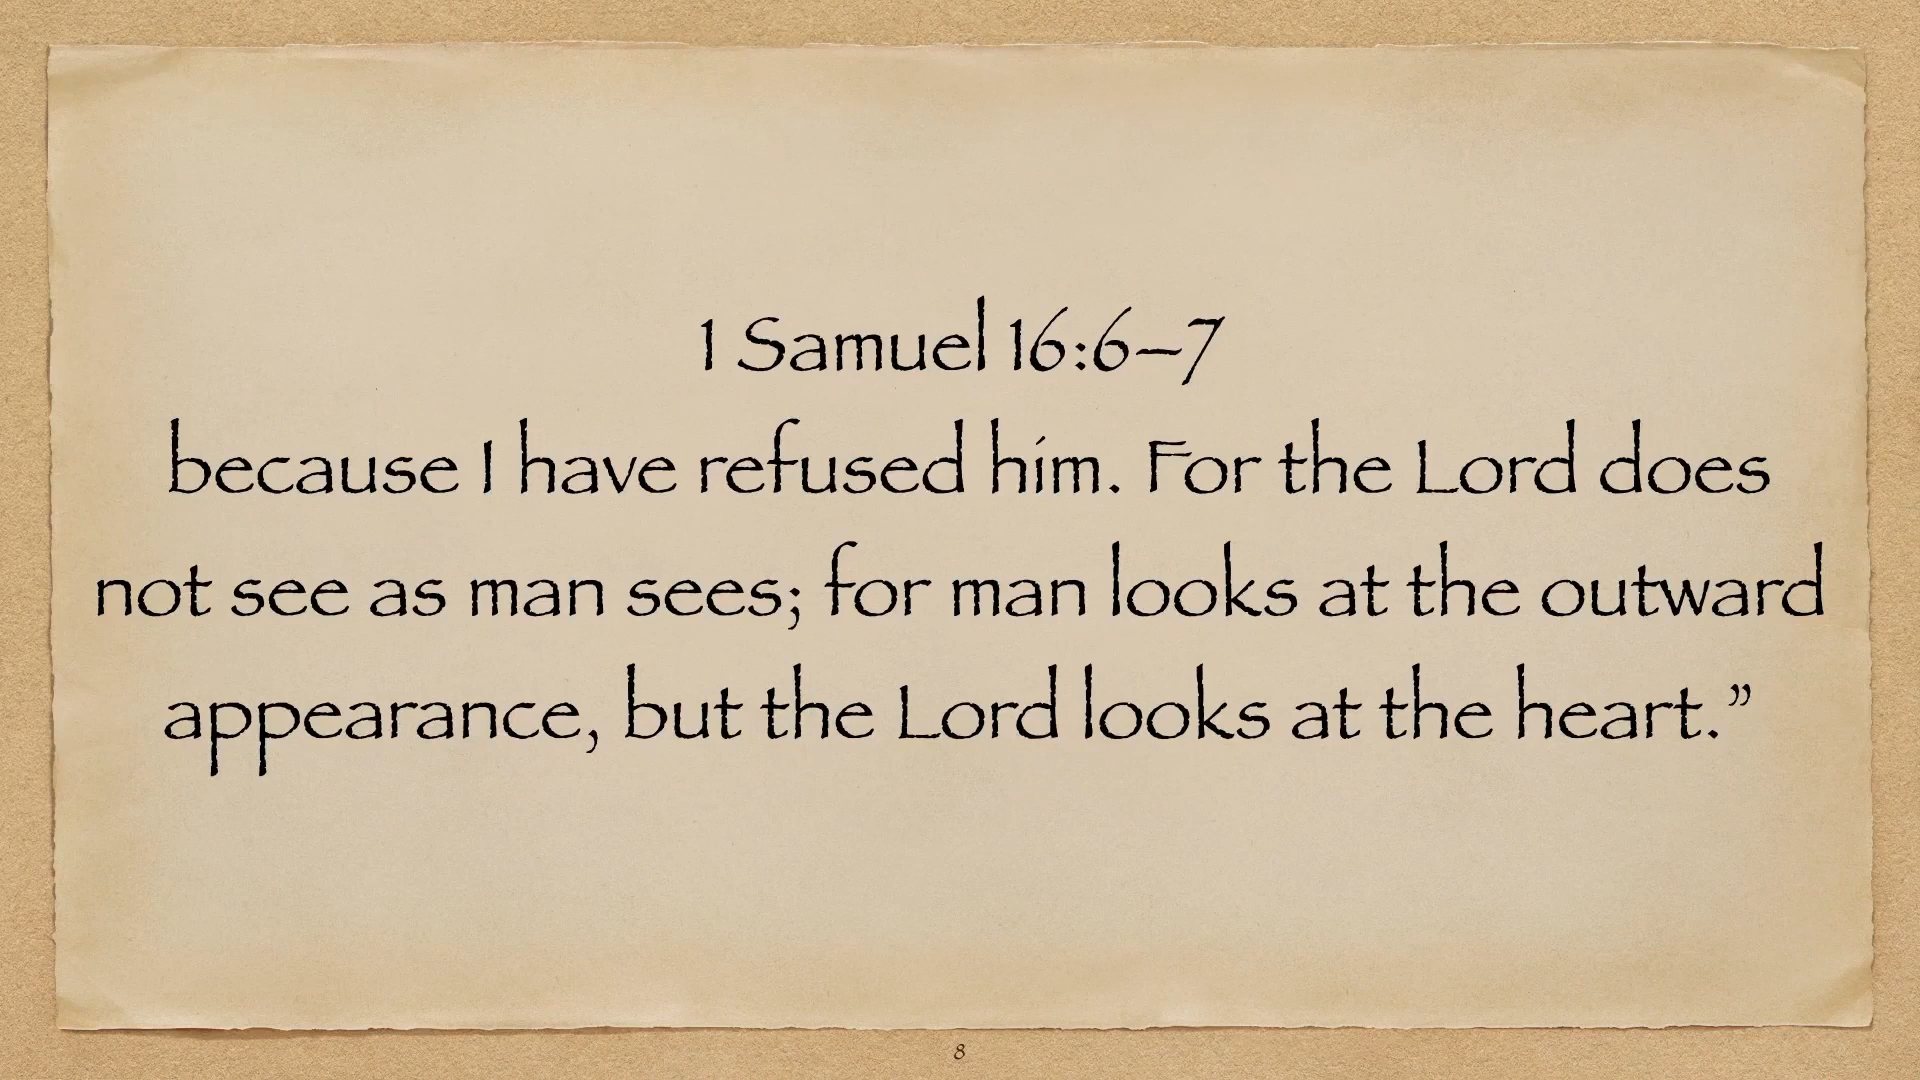 1 Samuel 16:6–7
because I have refused him. For the Lord does
not see as man sees; for man looks at the outward
appearance, but the Lord looks at the heart.”
8